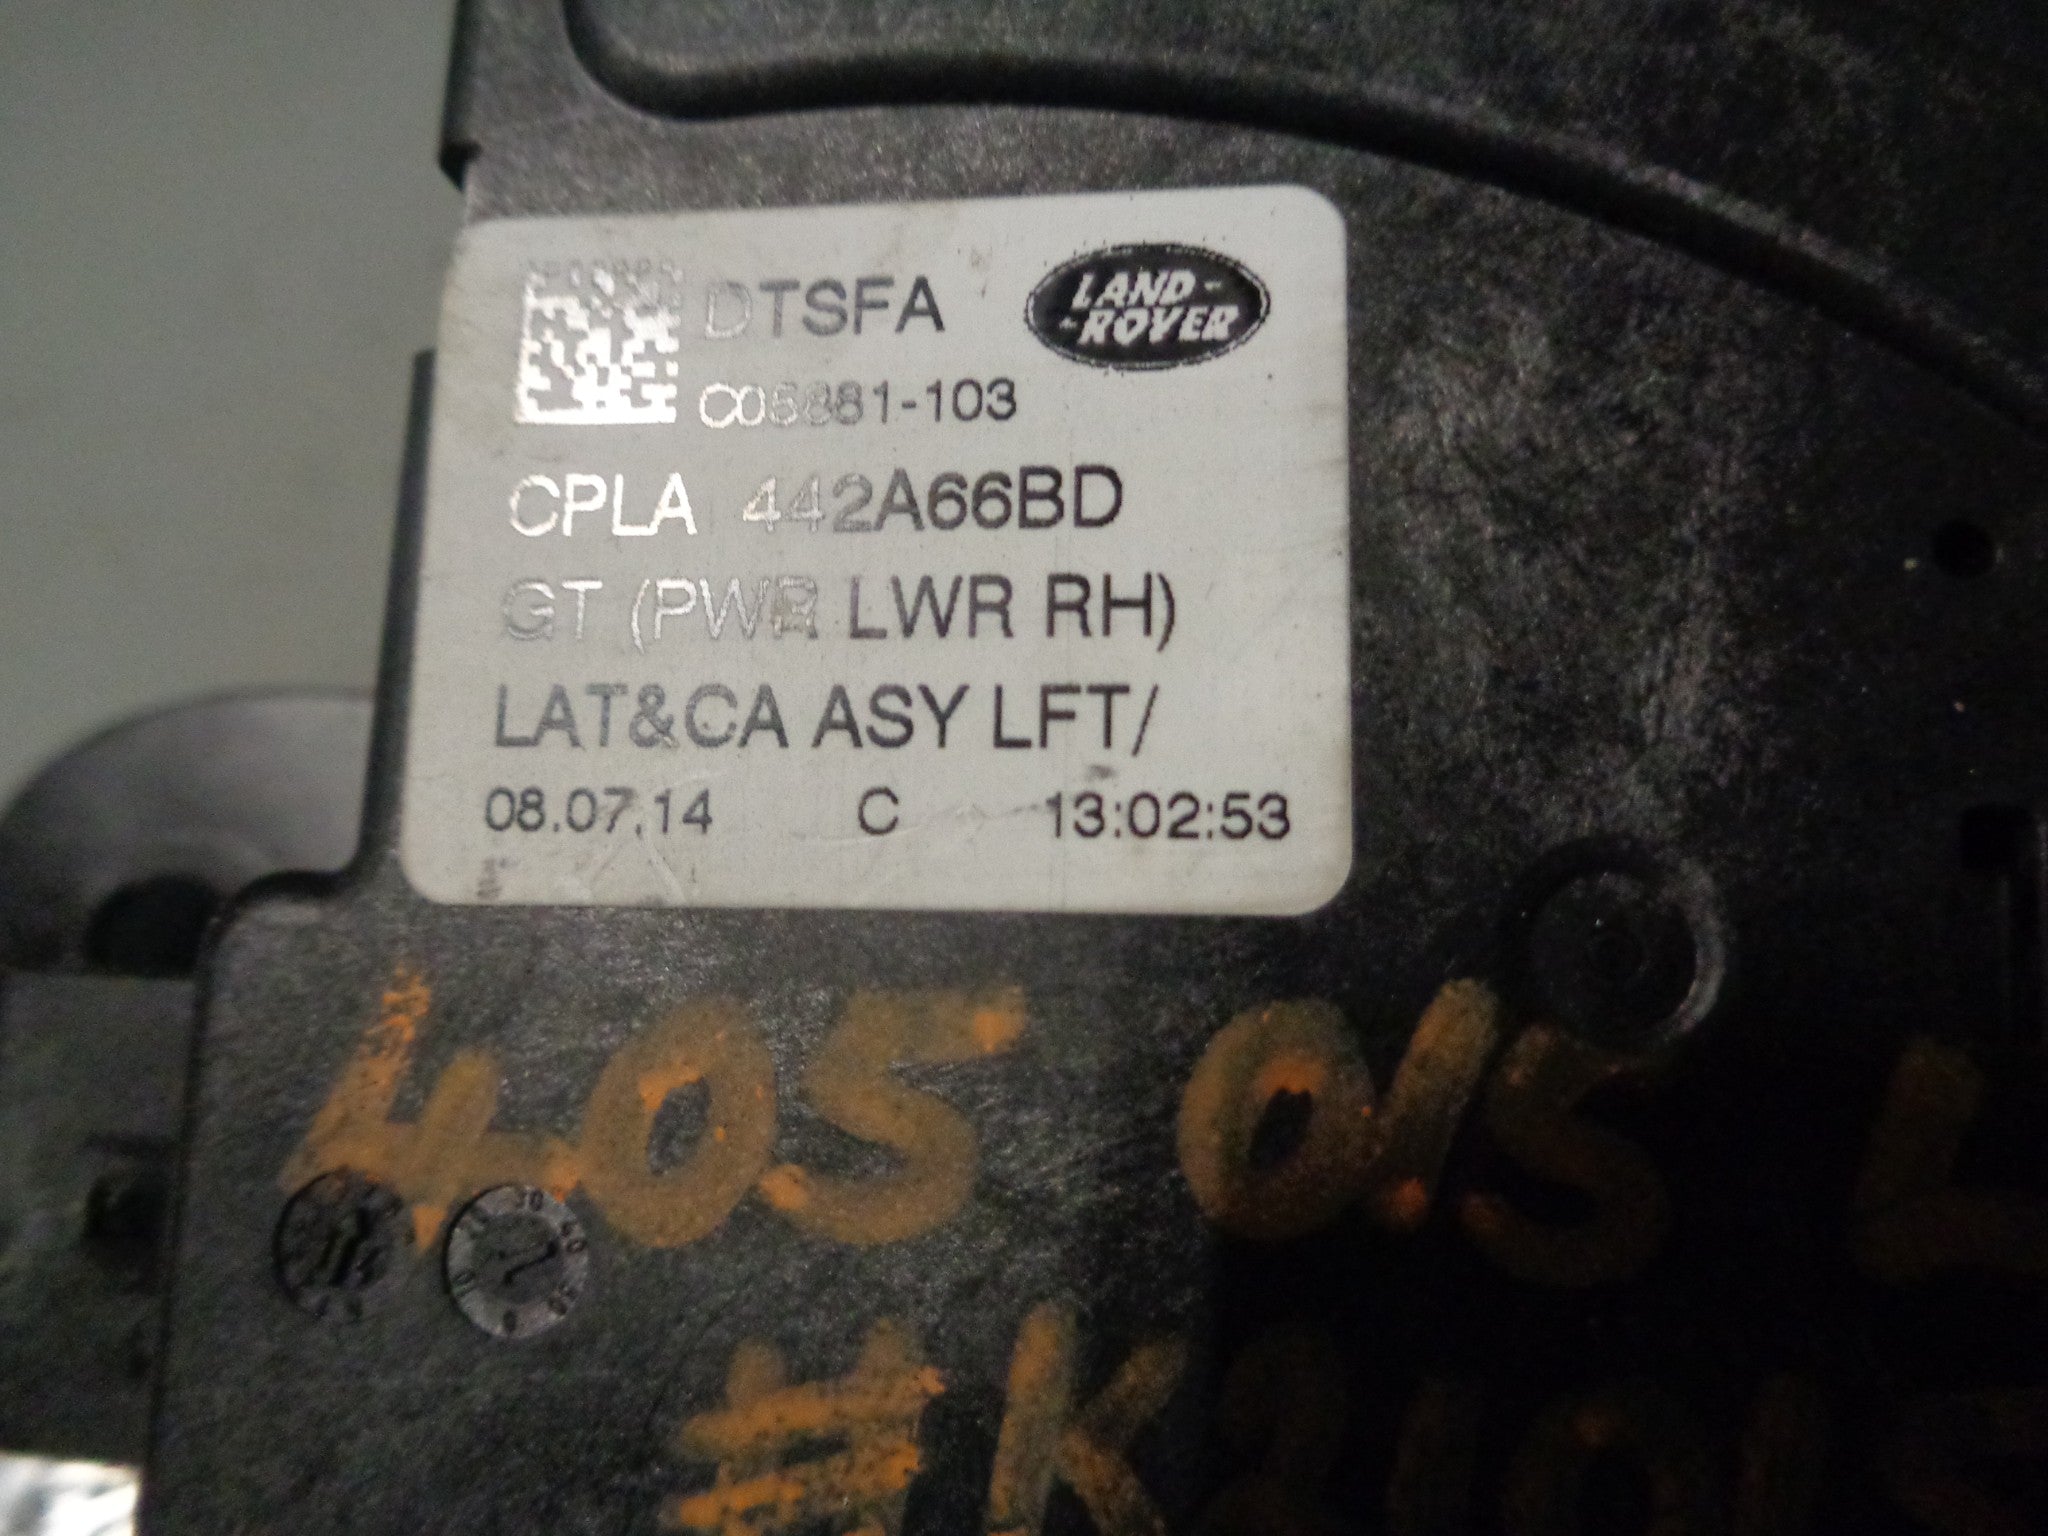 DTSFA
LAND-
-ROVER
C05881-103
CPLA 442A66BD
GT (PWR LWR RH)
LAT&CA ASY LFT/
08.07.14 C 13:02:53
405 015 L
#K